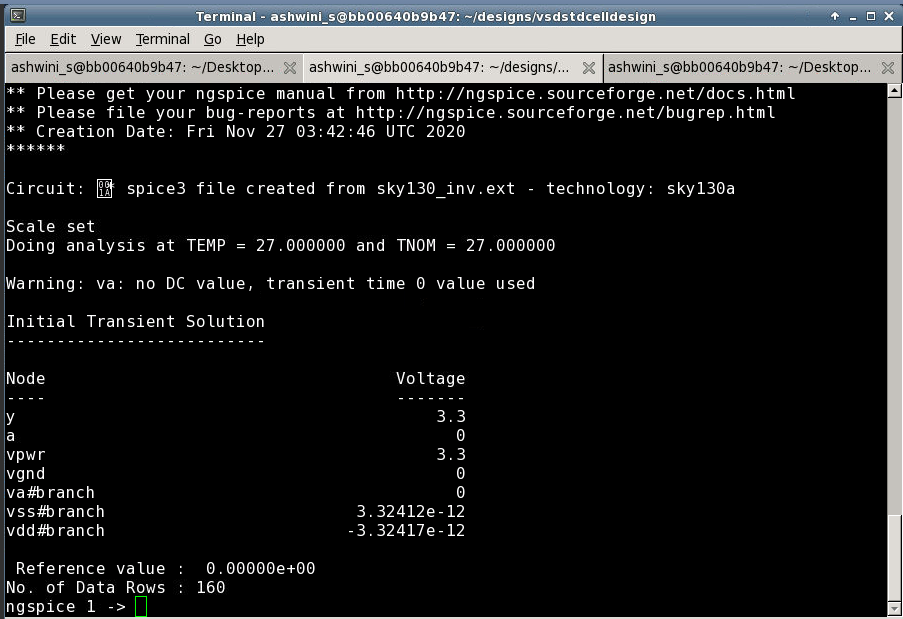 Terminal - ashwini_s@bb00640b9b47: ~/designs/vsdstdcelldesign
File Edit View Terminal Go Help
ashwini_s@bb00640b9b47: ~/Desktop... ashwini_s@bb00640b9b47: ~/designs/... ashwini_s@bb00640b9b47: ~/Desktop...
** Please get your ngspice manual from http://ngspice.sourceforge.net/docs.html
** Please file your bug-reports at http://ngspice.sourceforge.net/bugrep.html
** Creation Date: Fri Nov 27 03:42:46 UTC 2020
******
Circuit: * spice3 file created from sky130_inv.ext - technology: sky130a
Scale set
Doing analysis at TEMP = 27.000000 and TNOM = 27.000000
Warning: va: no DC value, transient time 0 value used
Initial Transient Solution
--------------------------
Node Voltage
---- -------
y 3.3
a 0
vpwr 3.3
vgnd 0
va#branch 0
vss#branch 3.32412e-12
vdd#branch -3.32417e-12
Reference value : 0.00000e+00
No. of Data Rows : 160
ngspice 1 ->